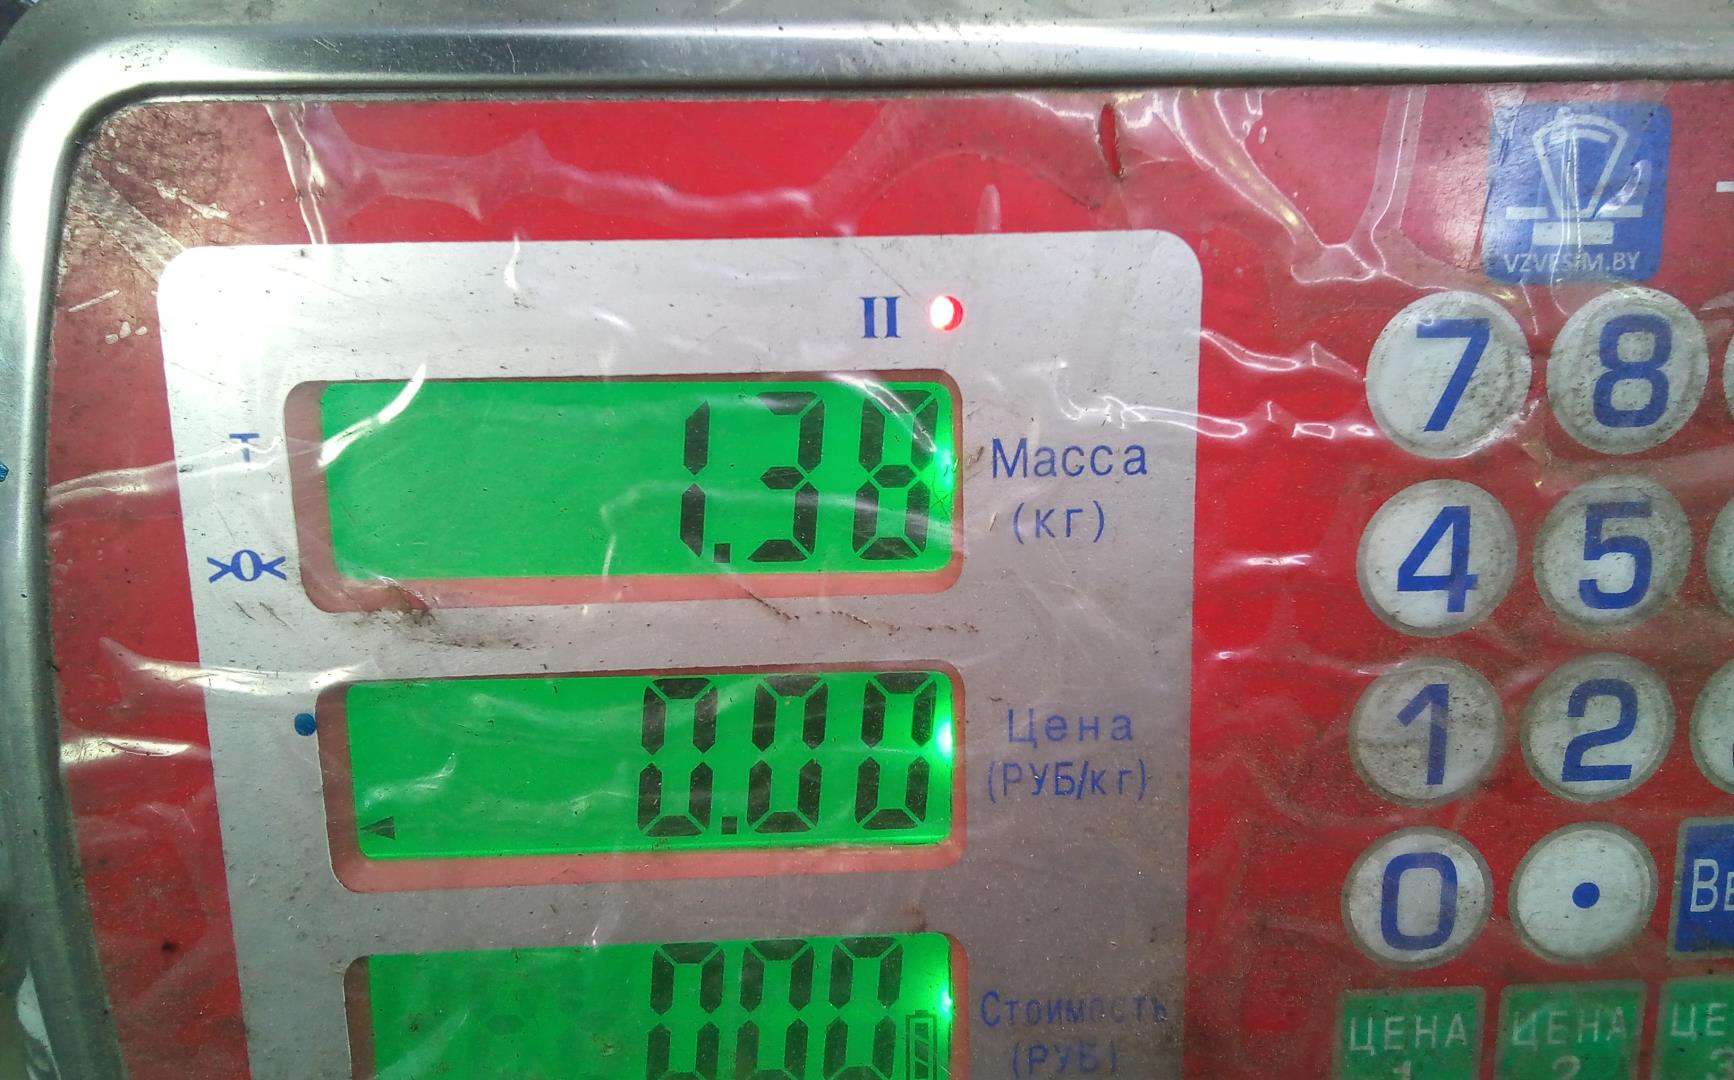 VZVESIM.BY
II
7 8
T
1.38
Масса
(кг)
>0<
4 5
0.00
Цена
(РУБ/кг)
1 2
0 .
Стоимость
(РУБ)
ЦЕНА 1
ЦЕНА 2